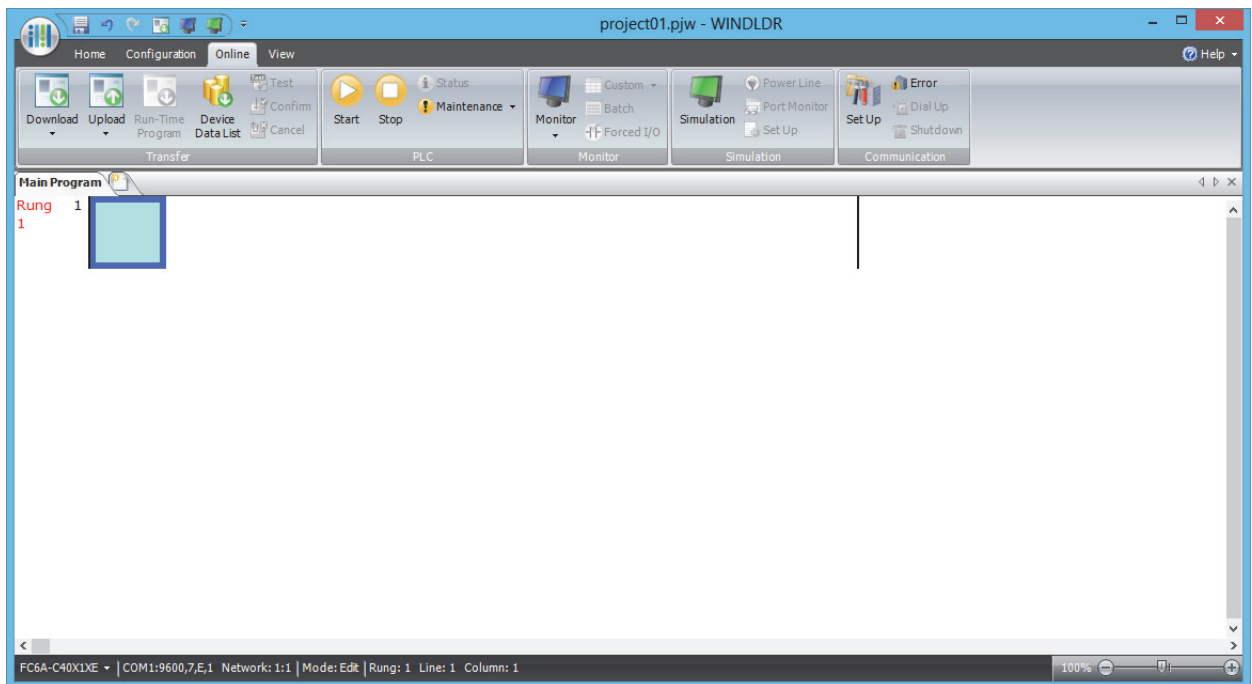 project01.pjw - WINDLDR
Home Configuration Online View Help
Download Upload Run-Time Program Device Data List Test Confirm Cancel
Transfer
Start Stop Status Maintenance
PLC
Monitor Custom Batch Forced I/O
Monitor
Simulation Power Line Port Monitor Set Up
Simulation
Set Up Error Dial Up Shutdown
Communication
Main Program
Rung 1
1
FC6A-C40X1XE COM1:9600,7,E,1 Network: 1:1 Mode: Edit Rung: 1 Line: 1 Column: 1 100%